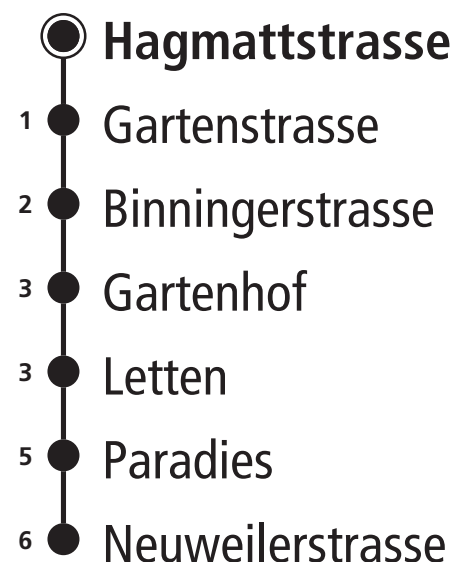 Hagmattstrasse
1 Gartenstrasse
2 Binningerstrasse
3 Gartenhof
3 Letten
5 Paradies
6 Neuweilerstrasse